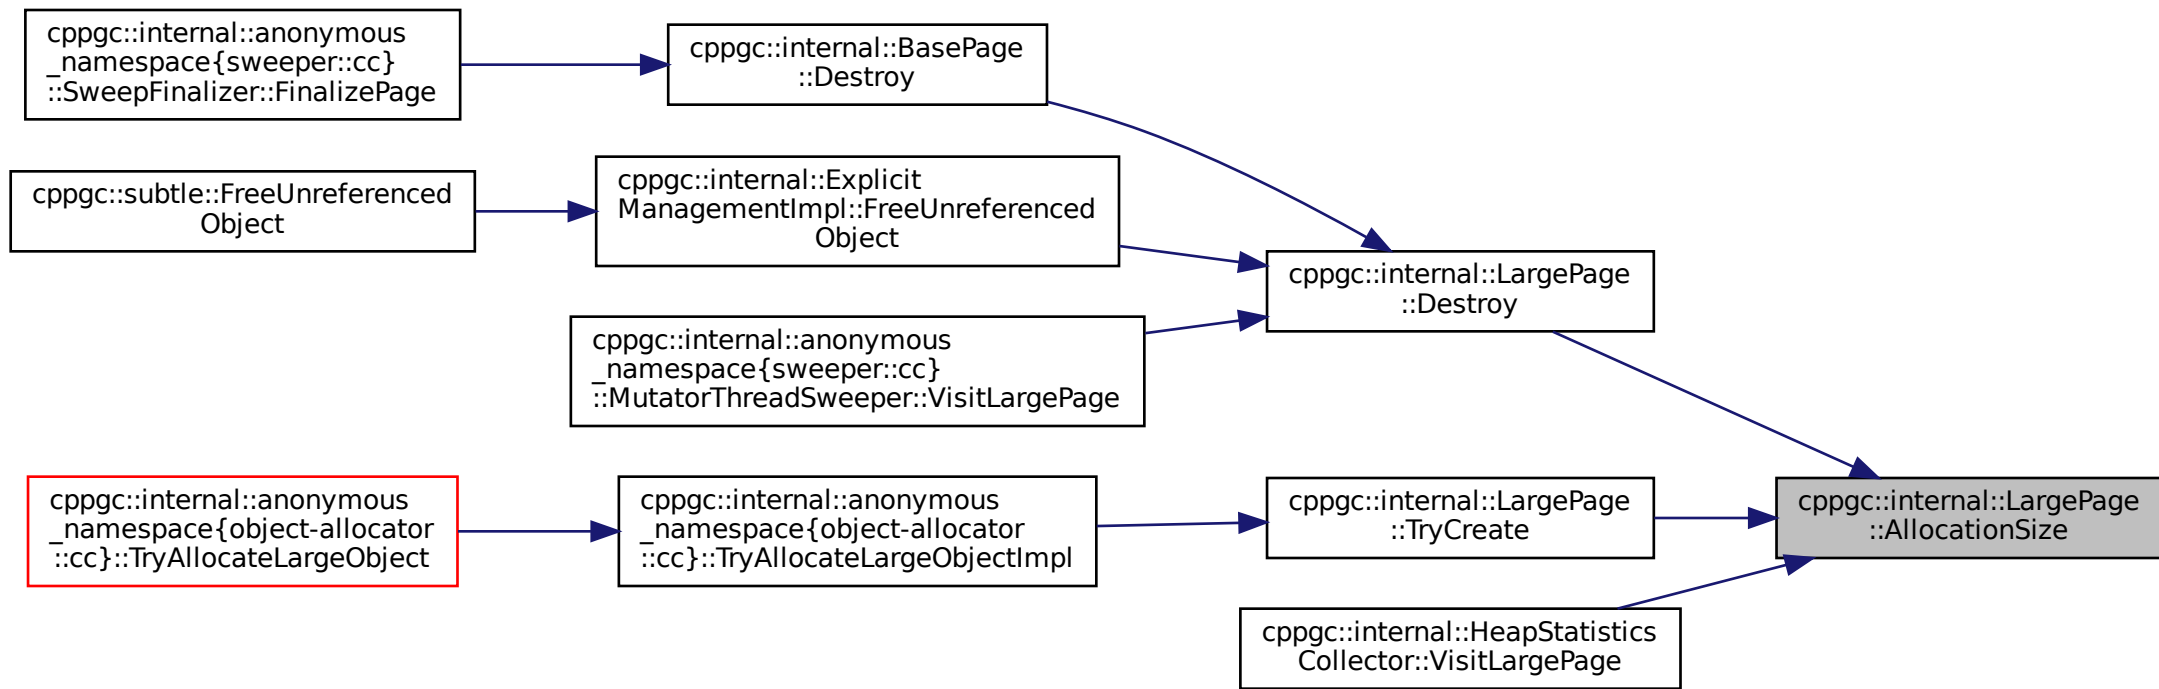 cppgc::internal::anonymous
_namespace{sweeper::cc}
::SweepFinalizer::FinalizePage
cppgc::internal::BasePage
::Destroy
cppgc::subtle::FreeUnreferenced
Object
cppgc::internal::Explicit
ManagementImpl::FreeUnreferenced
Object
cppgc::internal::LargePage
::Destroy
cppgc::internal::anonymous
_namespace{sweeper::cc}
::MutatorThreadSweeper::VisitLargePage
cppgc::internal::anonymous
_namespace{object-allocator
::cc}::TryAllocateLargeObject
cppgc::internal::anonymous
_namespace{object-allocator
::cc}::TryAllocateLargeObjectImpl
cppgc::internal::LargePage
::TryCreate
cppgc::internal::LargePage
::AllocationSize
cppgc::internal::HeapStatistics
Collector::VisitLargePage